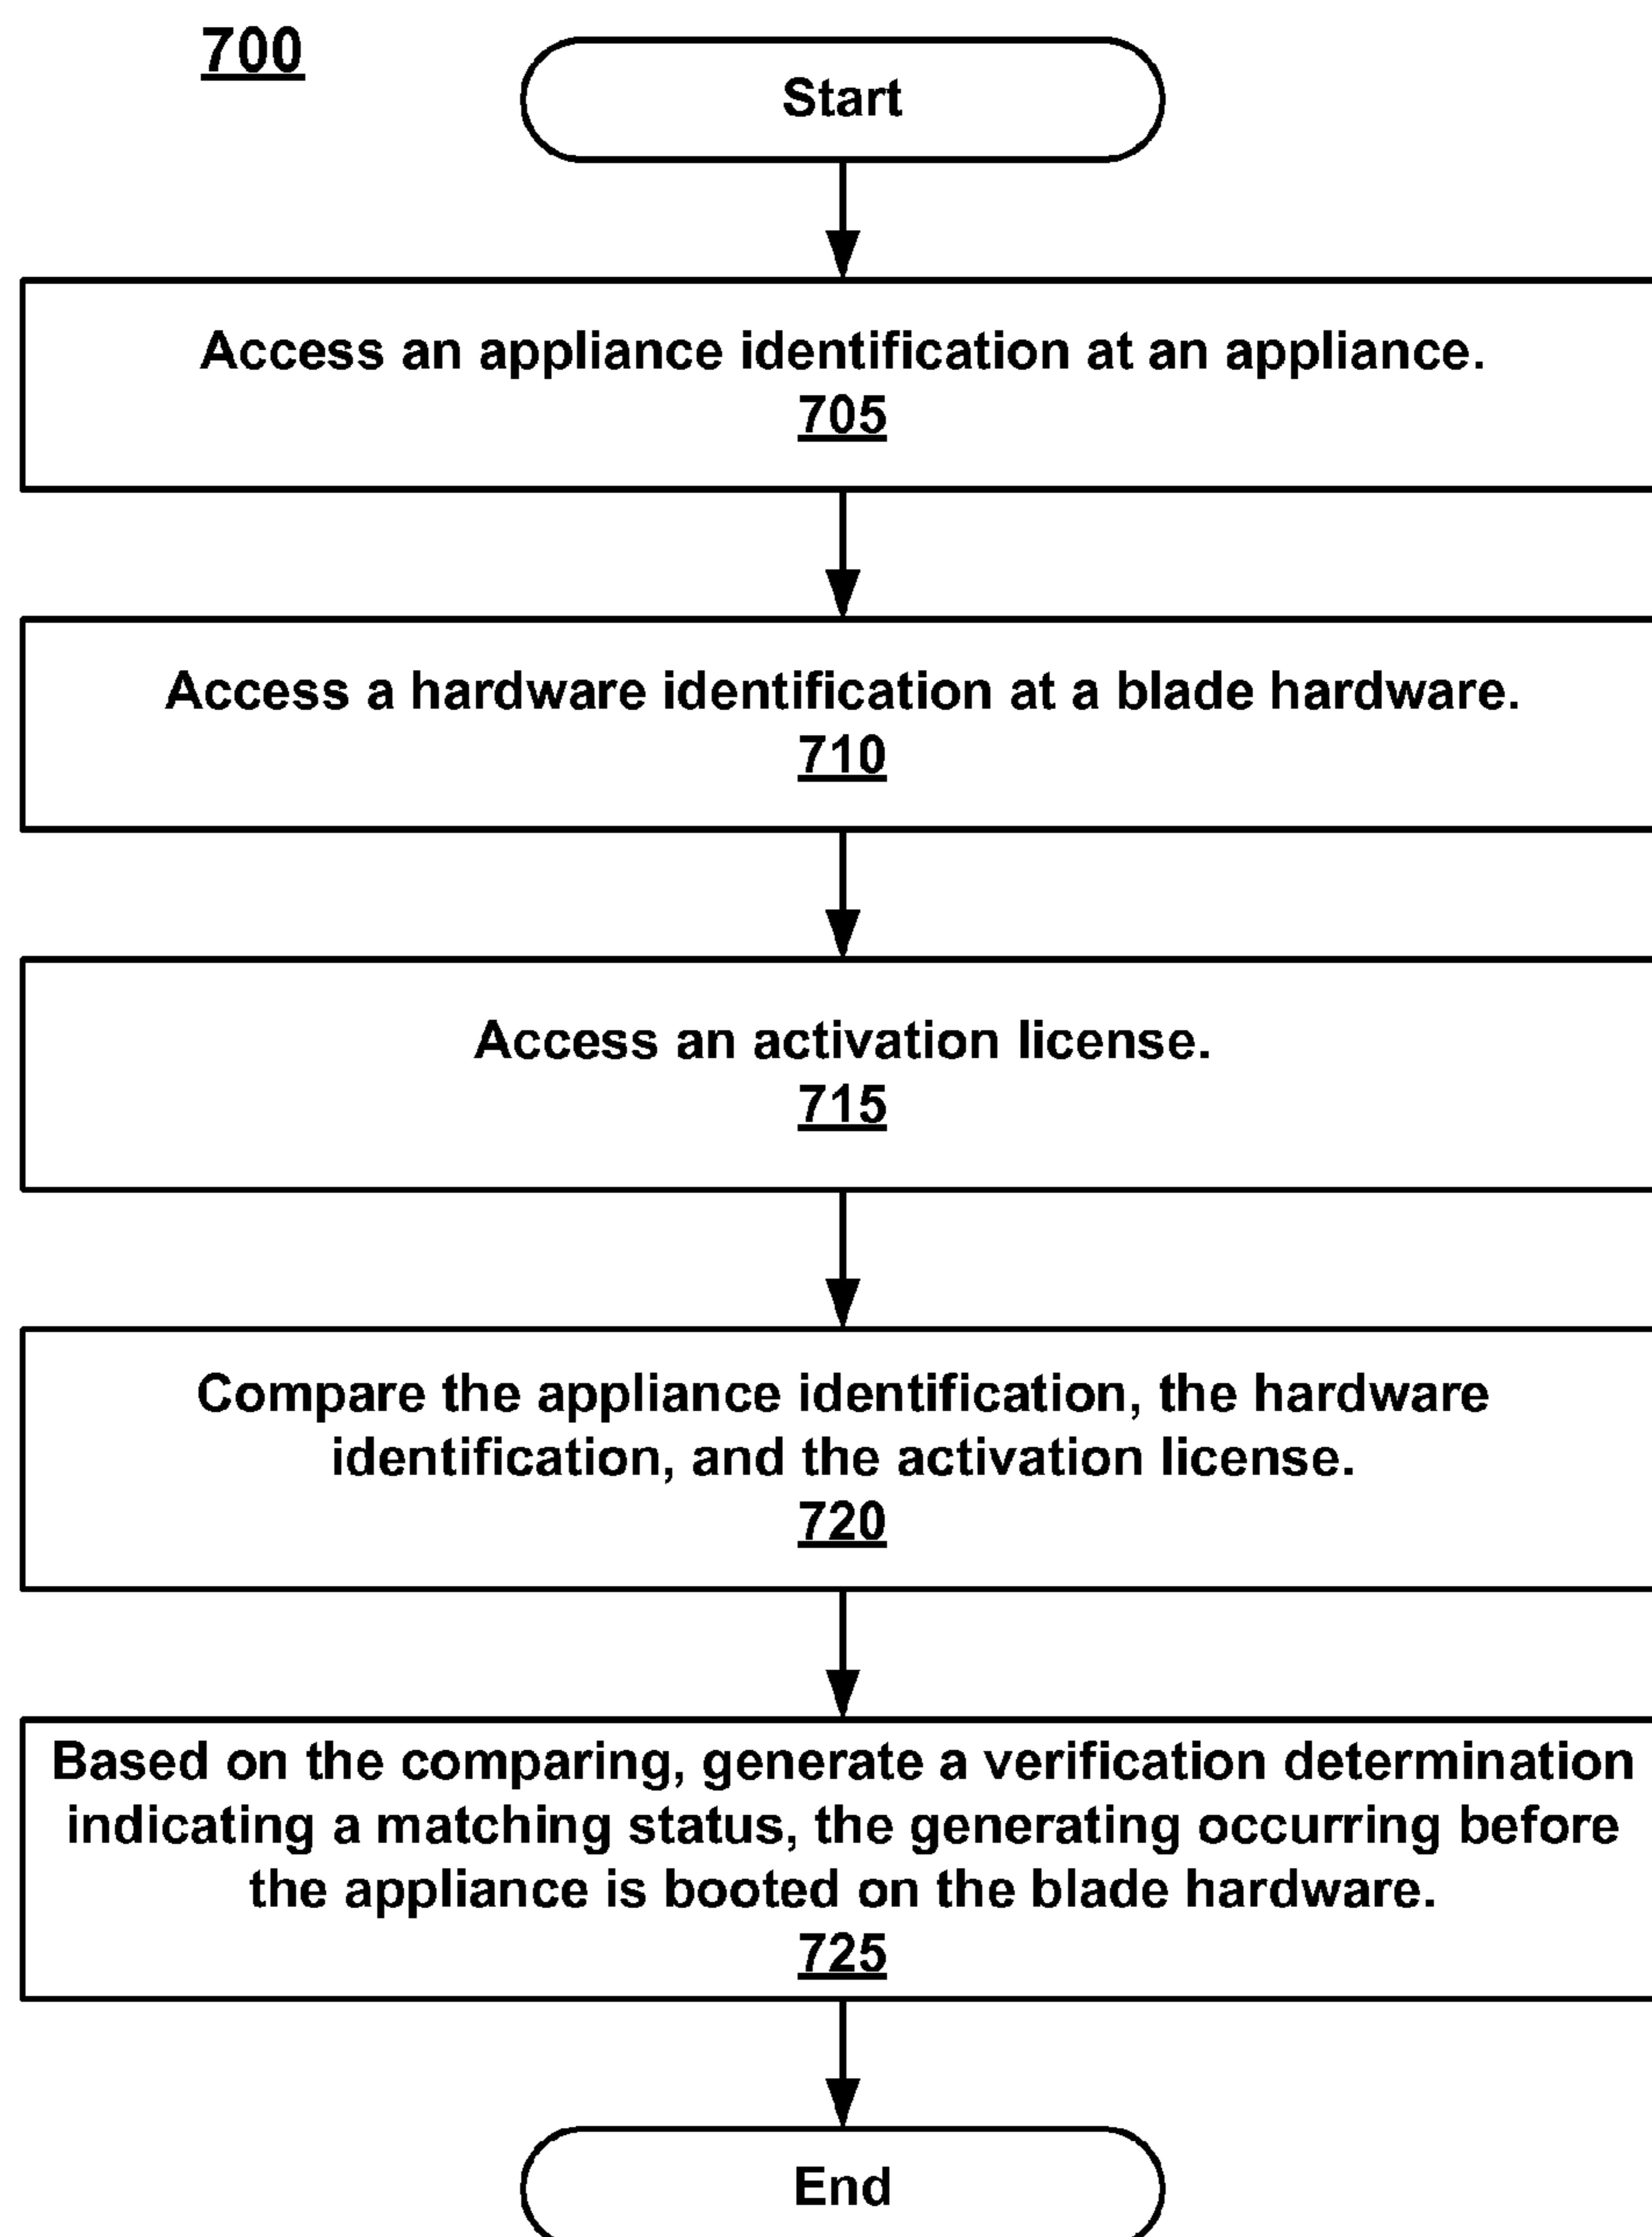 700
Start
Access an appliance identification at an appliance.
705
Access a hardware identification at a blade hardware.
710
Access an activation license.
715
Compare the appliance identification, the hardware
identification, and the activation license.
720
Based on the comparing, generate a verification determination
indicating a matching status, the generating occurring before
the appliance is booted on the blade hardware.
725
End